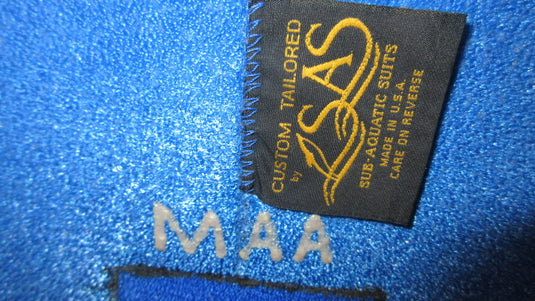 CUSTOM TAILORED
by
SAS
SUB-AQUATIC SUITS
MADE IN U.S.A.
CARE ON REVERSE
MAA